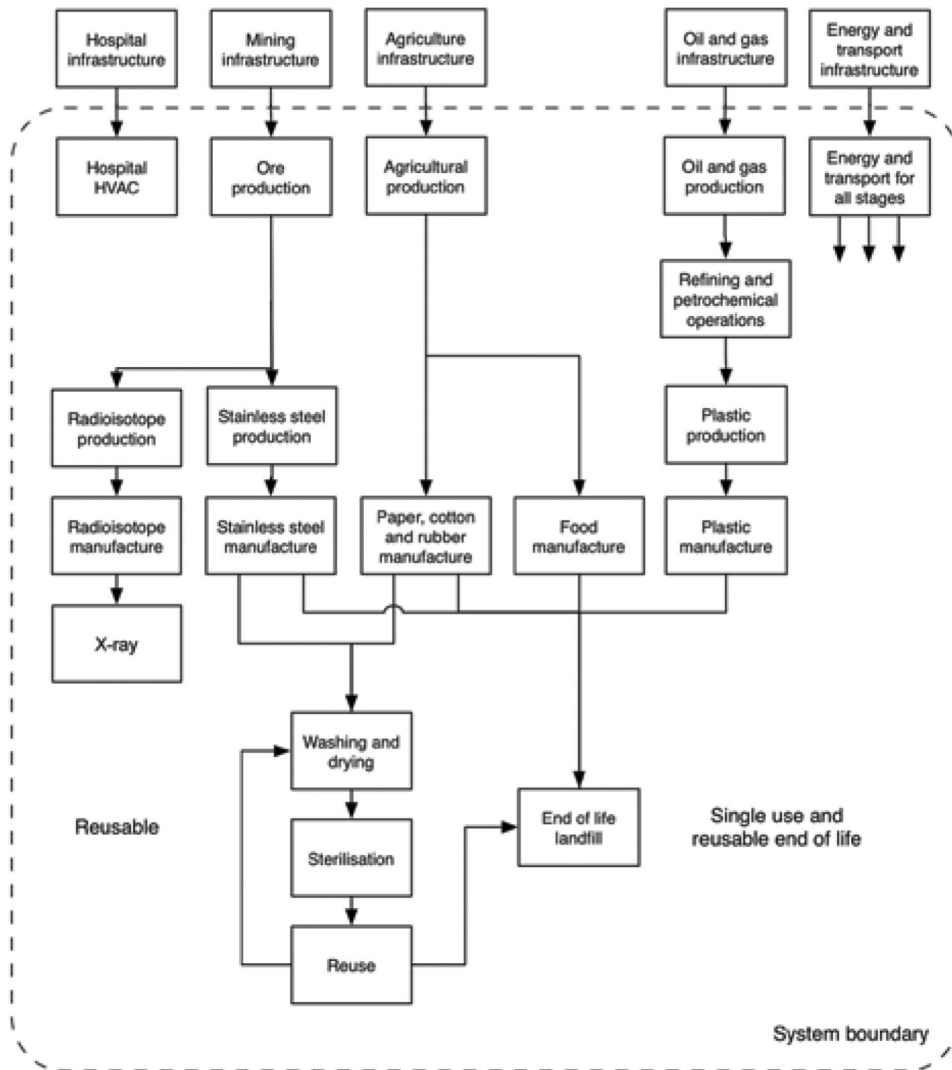 Hospital
infrastructure
Mining
infrastructure
Agriculture
infrastructure
Oil and gas
infrastructure
Energy and
transport
infrastructure
Hospital
HVAC
Ore
production
Agricultural
production
Oil and gas
production
Energy and
transport for
all stages
Refining and
petrochemical
operations
Radioisotope
production
Stainless steel
production
Plastic
production
Radioisotope
manufacture
Stainless steel
manufacture
Paper, cotton
and rubber
manufacture
Food
manufacture
Plastic
manufacture
X-ray
Washing and
drying
Reusable
End of life
landfill
Single use and
reusable end of life
Sterilisation
Reuse
System boundary